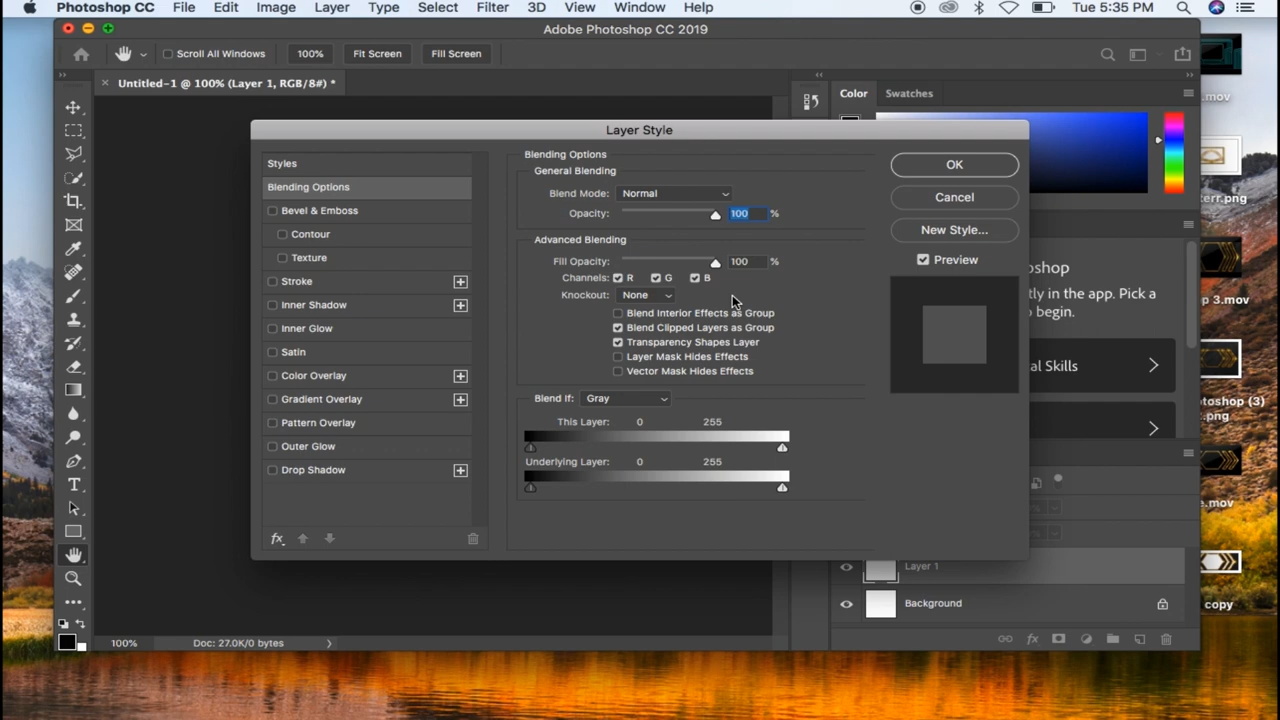 Photoshop CC File Edit Image Layer Type Select Filter 3D View Window Help Tue 5:35 PM
Adobe Photoshop CC 2019
Scroll All Windows 100% Fit Screen Fill Screen
Untitled-1 @ 100% (Layer 1, RGB/8#) *
Color Swatches
.mov
Layer Style
Styles
Blending Options
Bevel & Emboss
Contour
Texture
Stroke
Inner Shadow
Inner Glow
Satin
Color Overlay
Gradient Overlay
Pattern Overlay
Outer Glow
Drop Shadow
fx
Blending Options
General Blending
Blend Mode: Normal
Opacity: 100 %
Advanced Blending
Fill Opacity: 100 %
Channels: R G B
Knockout: None
Blend Interior Effects as Group
Blend Clipped Layers as Group
Transparency Shapes Layer
Layer Mask Hides Effects
Vector Mask Hides Effects
Blend If: Gray
This Layer: 0 255
Underlying Layer: 0 255
OK
Cancel
New Style...
Preview
terr.png
oshop
tly in the app. Pick a
o begin.
p 3.mov
al Skills
toshop (3)
.png
e.mov
Layer 1
Background
copy
fx
100% Doc: 27.0K/0 bytes